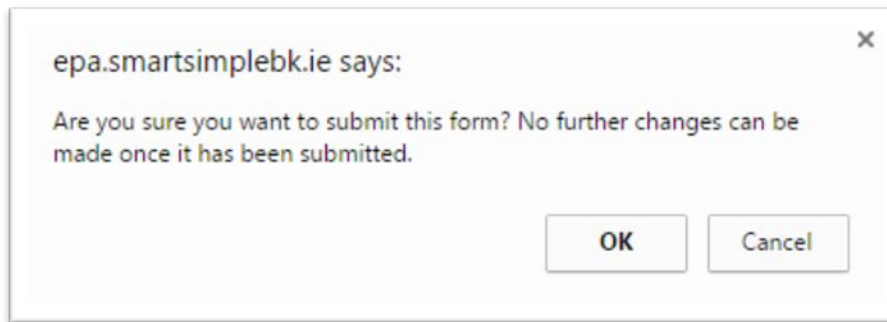 epa.smartsimplebk.ie says:
Are you sure you want to submit this form? No further changes can be
made once it has been submitted.
OK
Cancel